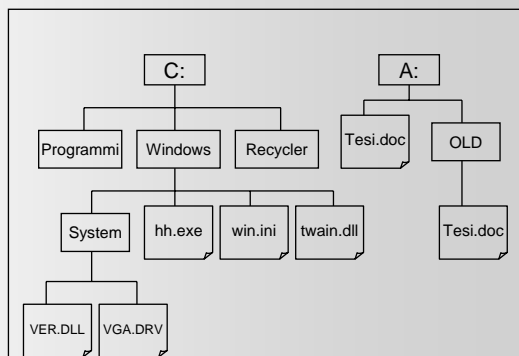 C:
A:
Programmi
Windows
Recycler
Tesi.doc
OLD
System
hh.exe
win.ini
twain.dll
Tesi.doc
VER.DLL
VGA.DRV